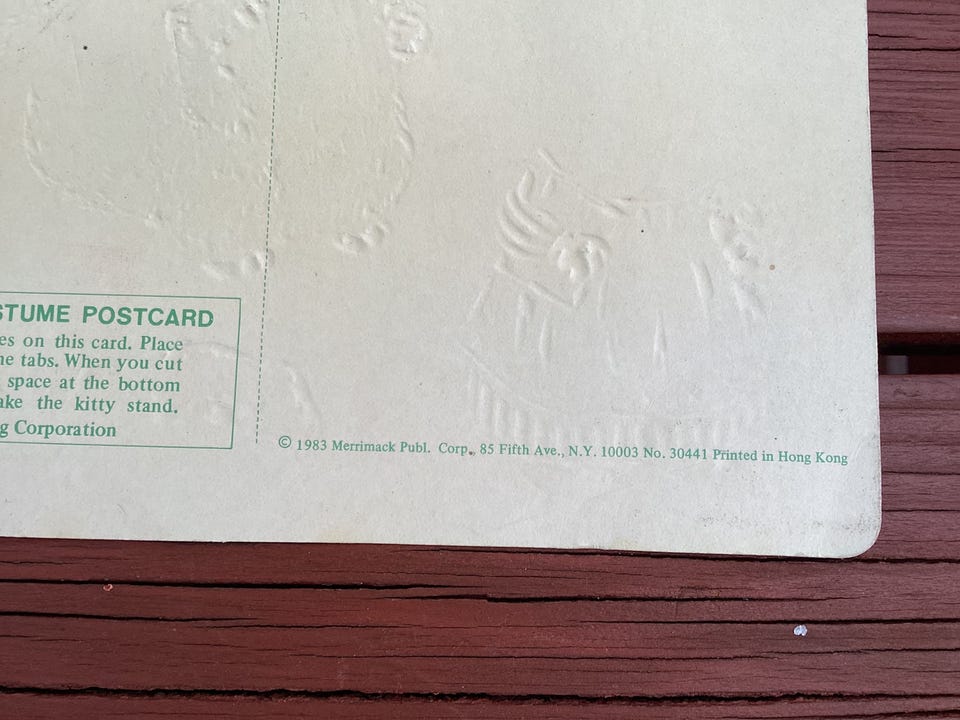 STUME POSTCARD
es on this card. Place
ne tabs. When you cut
space at the bottom
ake the kitty stand.
g Corporation
© 1983 Merrimack Publ. Corp., 85 Fifth Ave., N.Y. 10003 No. 30441 Printed in Hong Kong